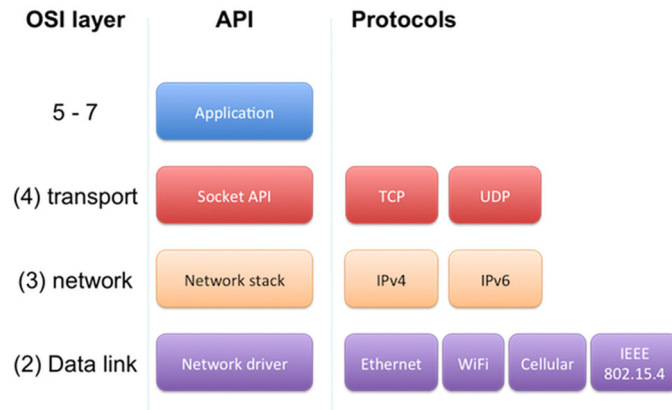 OSI layer API Protocols
5 - 7 Application
(4) transport Socket API TCP UDP
(3) network Network stack IPv4 IPv6
(2) Data link Network driver Ethernet WiFi Cellular IEEE
802.15.4